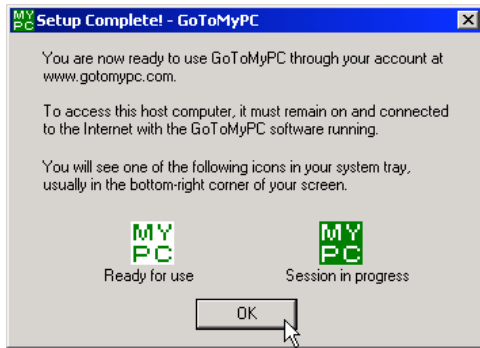 MY PC Setup Complete! - GoToMyPC
You are now ready to use GoToMyPC through your account at
www.gotomypc.com.
To access this host computer, it must remain on and connected
to the Internet with the GoToMyPC software running.
You will see one of the following icons in your system tray,
usually in the bottom-right corner of your screen.
MY MY
PC PC
Ready for use Session in progress
OK